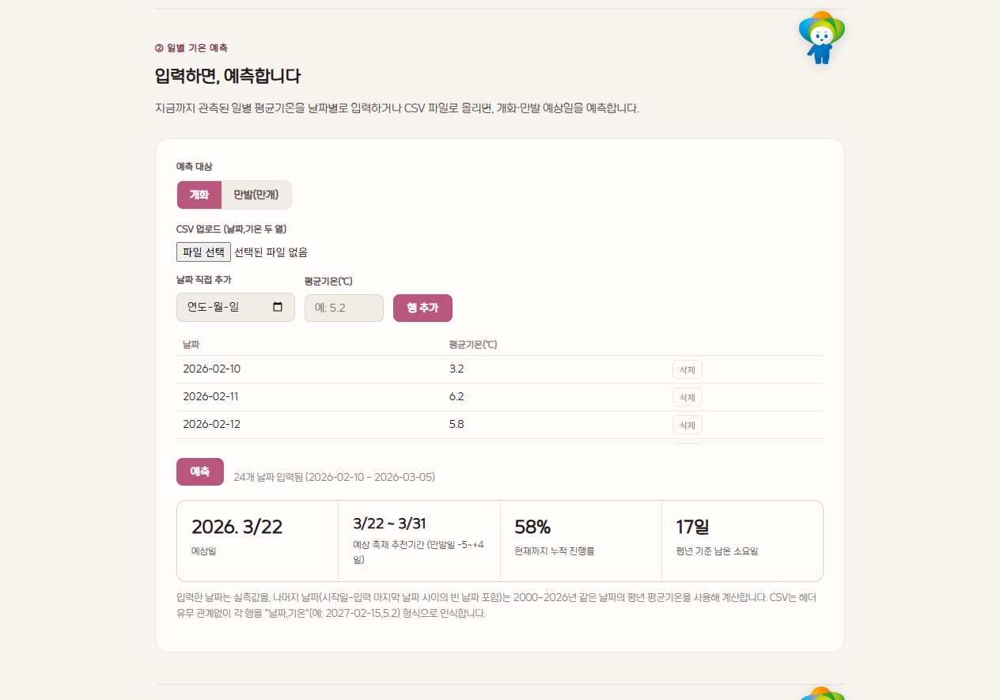 ② 일별 기온 예측
입력하면, 예측합니다
지금까지 관측된 일별 평균기온을 날짜별로 입력하거나 CSV 파일로 올리면, 개화·만발 예상일을 예측합니다.
예측 대상
개화 만발(만개)
CSV 업로드 (날짜,기온 두 열)
파일 선택 선택된 파일 없음
날짜 직접 추가 평균기온(℃)
연도-월-일 예: 5.2 행 추가
날짜 평균기온(℃)
2026-02-10 3.2 삭제
2026-02-11 6.2 삭제
2026-02-12 5.8 삭제
예측 24개 날짜 입력됨 (2026-02-10 ~ 2026-03-05)
2026. 3/22 3/22 ~ 3/31 58% 17일
예상일 예상 축제 추천기간 (만발일 -5~+4 현재까지 누적 진행률 평년 기준 남은 소요일
일)
입력한 날짜는 실측값을, 나머지 날짜(시작일~입력 마지막 날짜 사이의 빈 날짜 포함)는 2000~2026년 같은 날짜의 평년 평균기온을 사용해 계산합니다. CSV는 헤더
유무 관계없이 각 행을 "날짜,기온"(예: 2027-02-15,5.2) 형식으로 인식합니다.